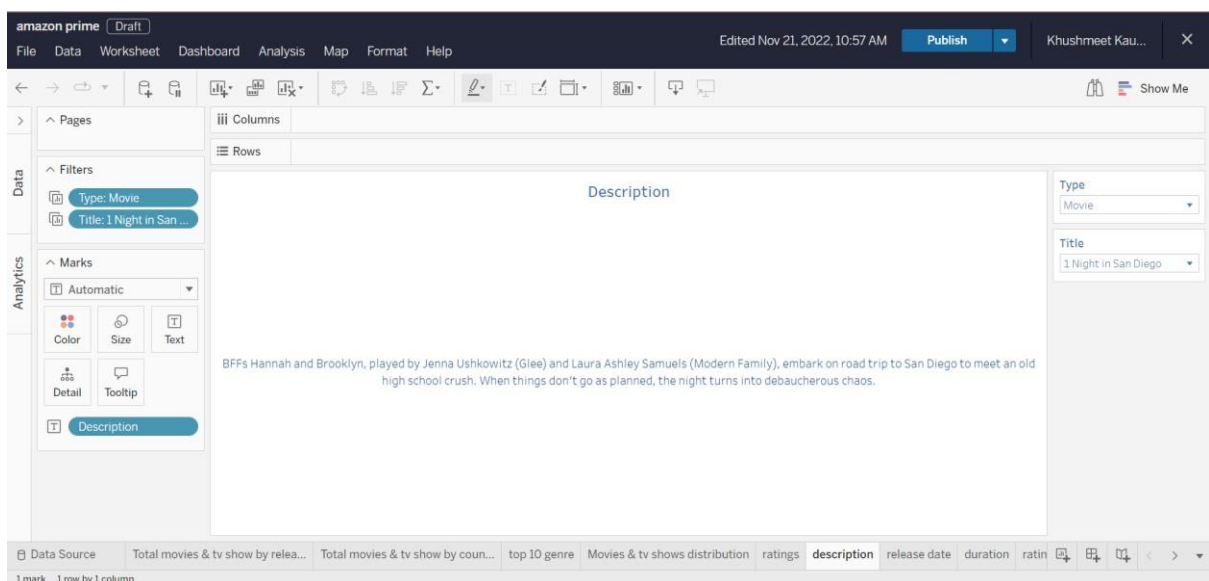 amazon prime Draft
File Data Worksheet Dashboard Analysis Map Format Help
Edited Nov 21, 2022, 10:57 AM
Publish
Khushmeet Kau...
Show Me
Pages
iii Columns
Rows
Data
Analytics
Filters
Type: Movie
Title: 1 Night in San ...
Marks
Automatic
Color Size Text
Detail Tooltip
Description
Description
BFFs Hannah and Brooklyn, played by Jenna Ushkowitz (Glee) and Laura Ashley Samuels (Modern Family), embark on road trip to San Diego to meet an old
high school crush. When things don't go as planned, the night turns into debaucherous chaos.
Type
Movie
Title
1 Night in San Diego
Data Source Total movies & tv show by relea... Total movies & tv show by coun... top 10 genre Movies & tv shows distribution ratings description release date duration ratin
1 mark 1 row by 1 column